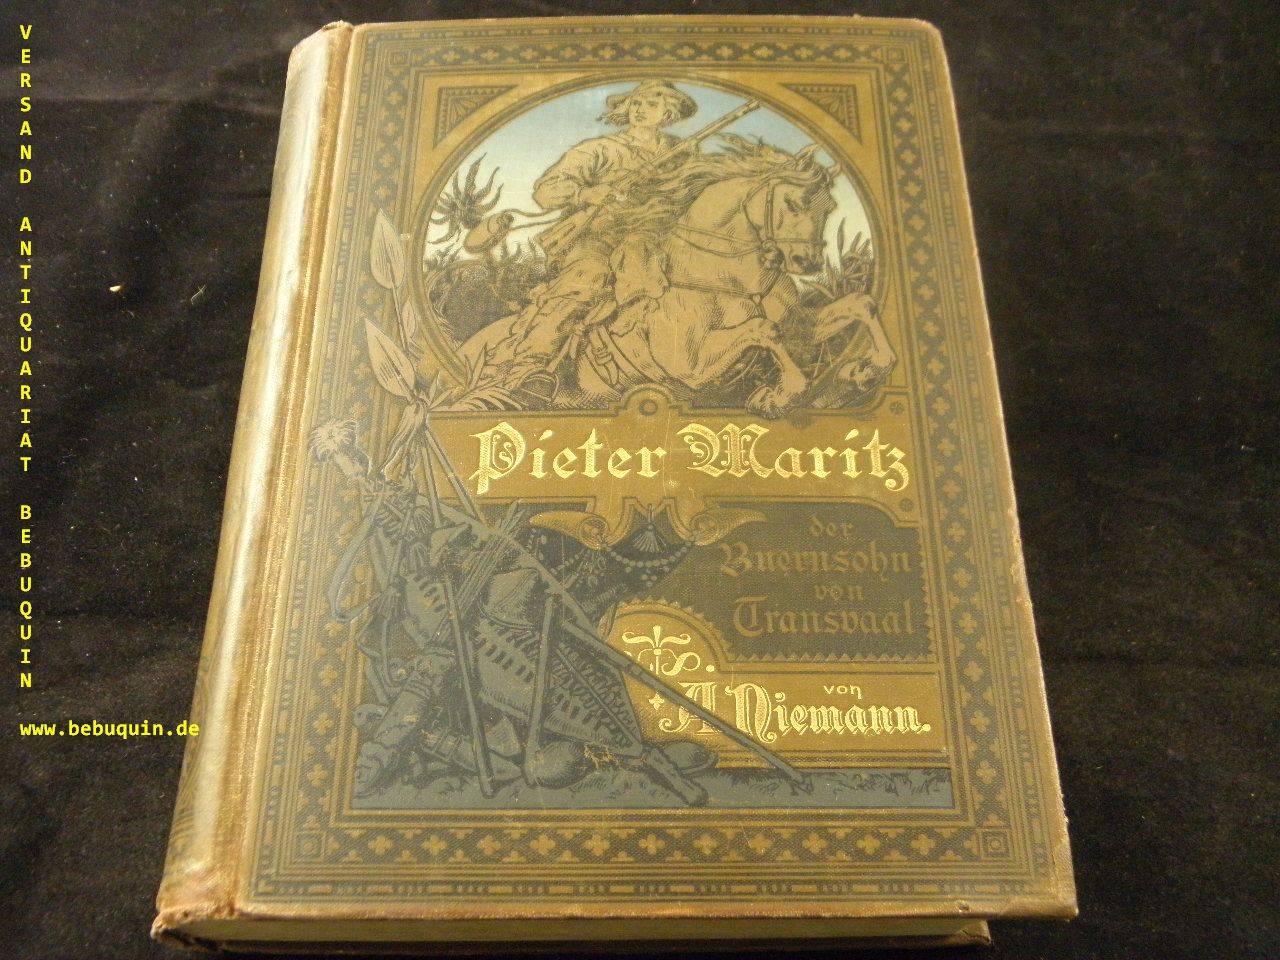 VERSAND ANTIQUARIAT BEBUQUIN
www.bebuquin.de
Pieter Maritz
der
Buernsohn
von
Transvaal
von
A. Niemann.